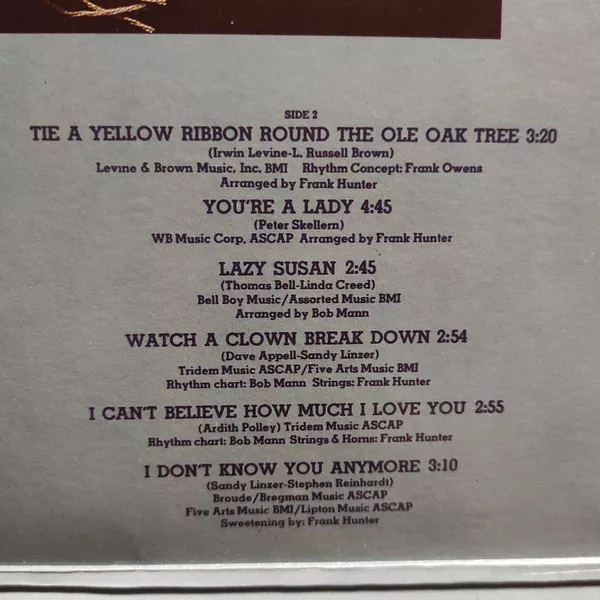 SIDE 2
TIE A YELLOW RIBBON ROUND THE OLE OAK TREE 3:20
(Irwin Levine-L. Russell Brown)
Levine & Brown Music, Inc. BMI Rhythm Concept: Frank Owens
Arranged by Frank Hunter
YOU'RE A LADY 4:45
(Peter Skellern)
WB Music Corp. ASCAP Arranged by Frank Hunter
LAZY SUSAN 2:45
(Thomas Bell-Linda Creed)
Bell Boy Music/Assorted Music BMI
Arranged by Bob Mann
WATCH A CLOWN BREAK DOWN 2:54
(Dave Appell-Sandy Linzer)
Tridem Music ASCAP/Five Arts Music BMI
Rhythm chart: Bob Mann Strings: Frank Hunter
I CAN'T BELIEVE HOW MUCH I LOVE YOU 2:55
(Ardith Polley) Tridem Music ASCAP
Rhythm chart: Bob Mann Strings & Horns: Frank Hunter
I DON'T KNOW YOU ANYMORE 3:10
(Sandy Linzer-Stephen Reinhardt)
Broude/Bregman Music ASCAP
Five Arts Music BMI/Lipton Music ASCAP
Sweetening by: Frank Hunter